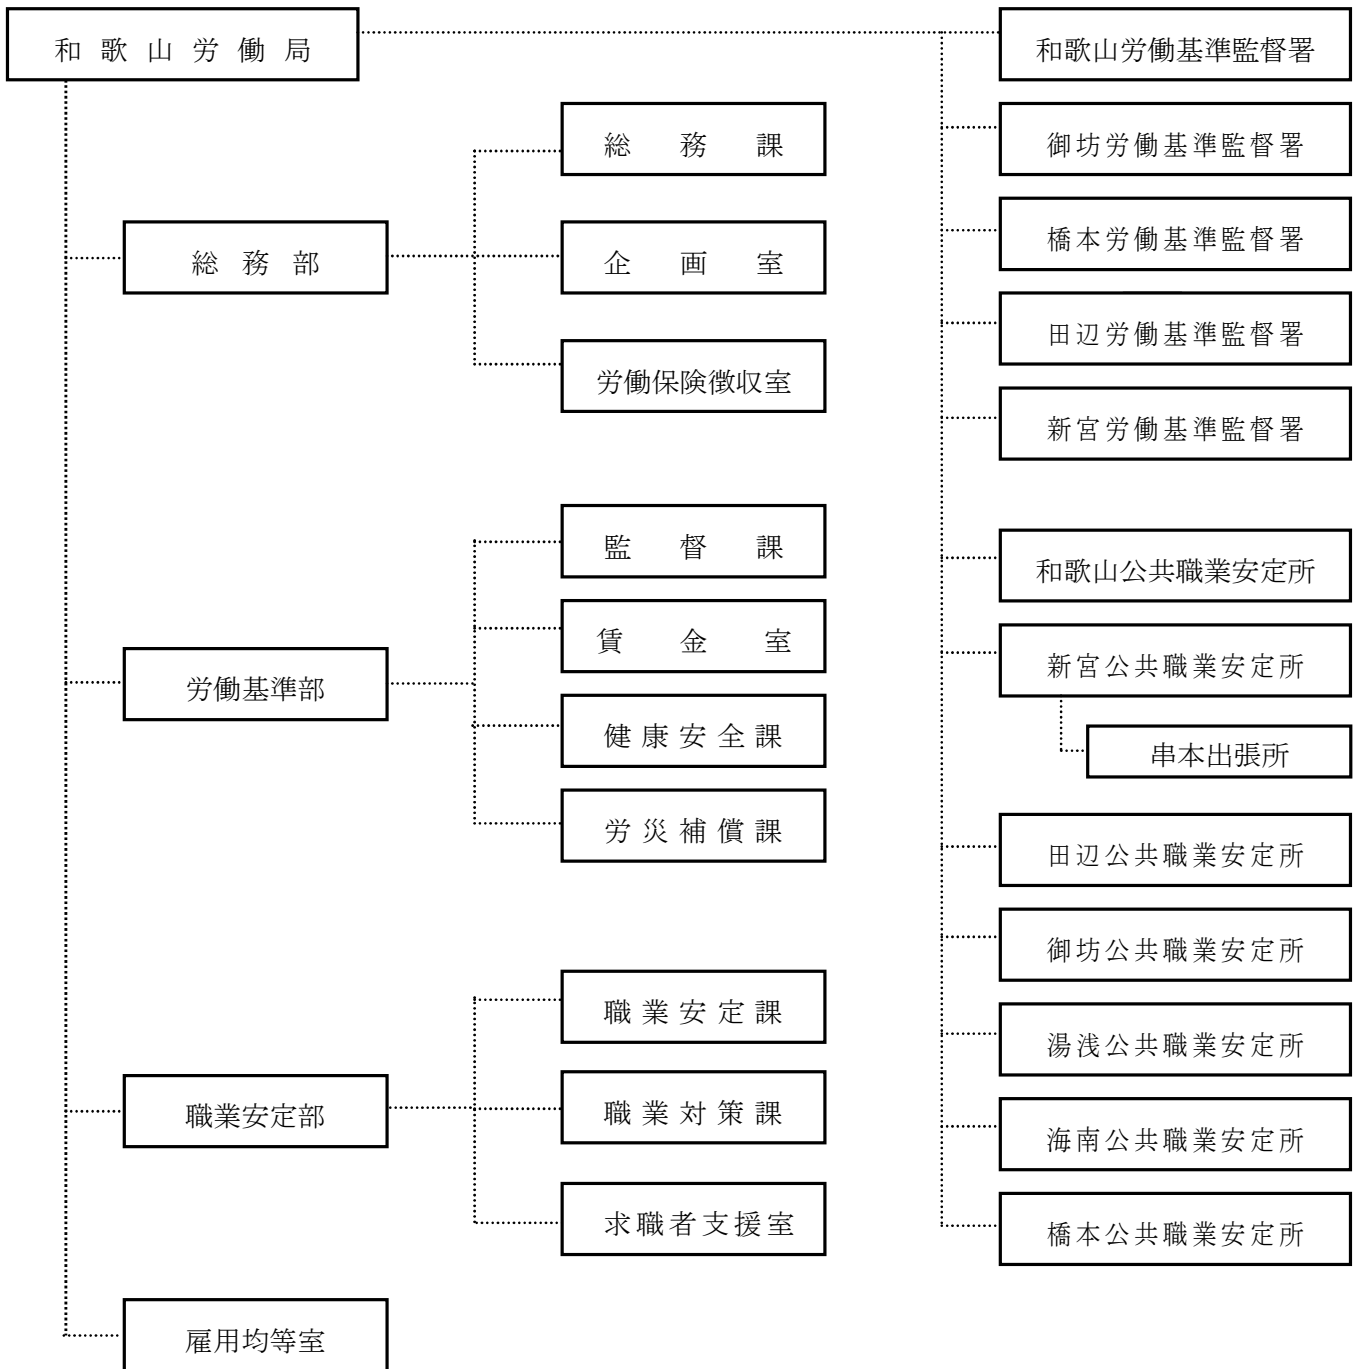 和歌山労働局
総務部
総務課
企画室
労働保険徴収室
労働基準部
監督課
賃金室
健康安全課
労災補償課
職業安定部
職業安定課
職業対策課
求職者支援室
雇用均等室
和歌山労働基準監督署
御坊労働基準監督署
橋本労働基準監督署
田辺労働基準監督署
新宮労働基準監督署
和歌山公共職業安定所
新宮公共職業安定所
串本出張所
田辺公共職業安定所
御坊公共職業安定所
湯浅公共職業安定所
海南公共職業安定所
橋本公共職業安定所